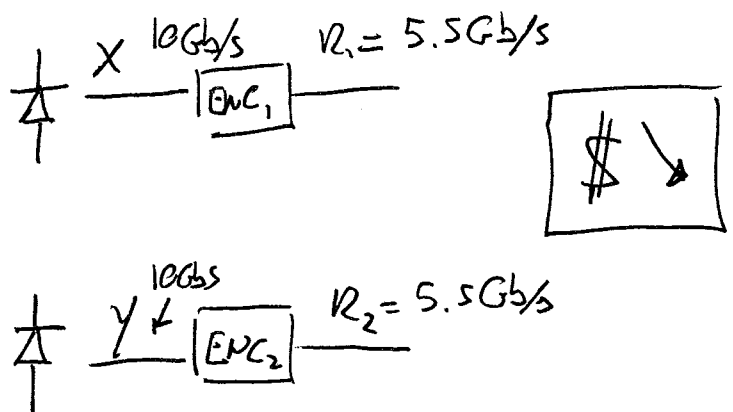 X 10Gb/s R₁ = 5.5Gb/s
ENC₁
$
10Gbs
Y R₂ = 5.5Gb/s
ENC₂